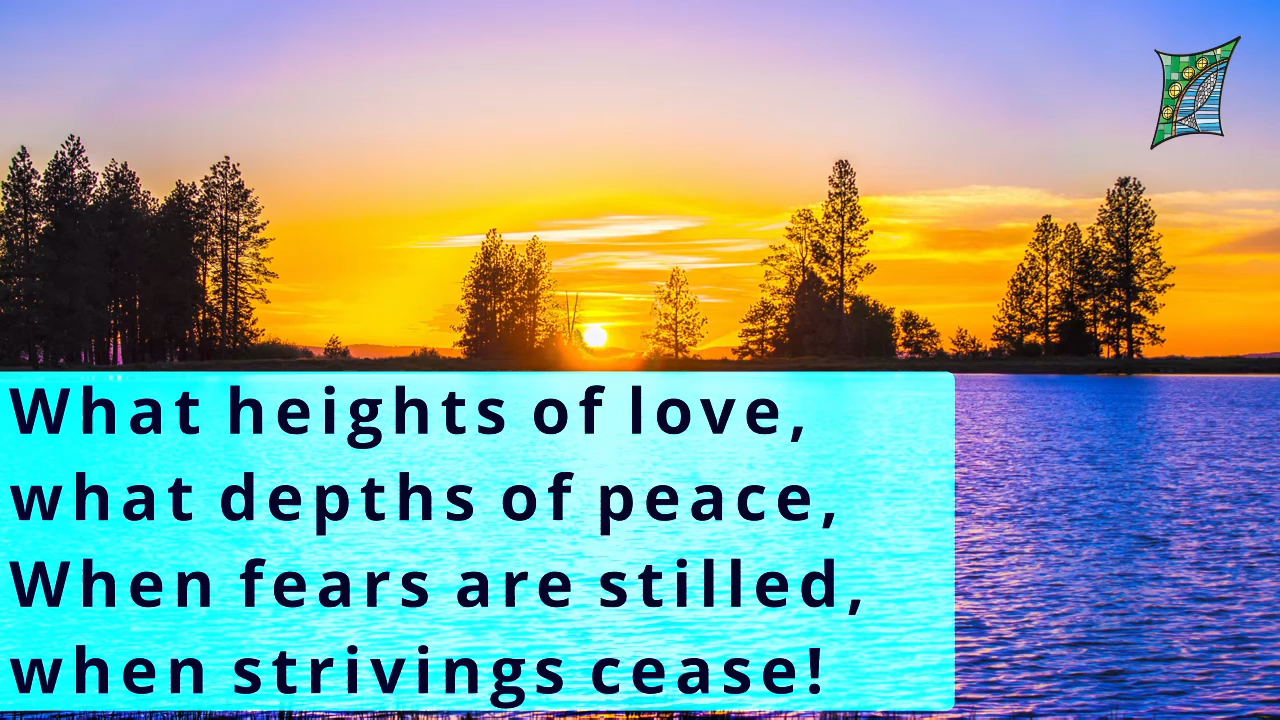 What heights of love,
what depths of peace,
When fears are stilled,
when strivings cease!